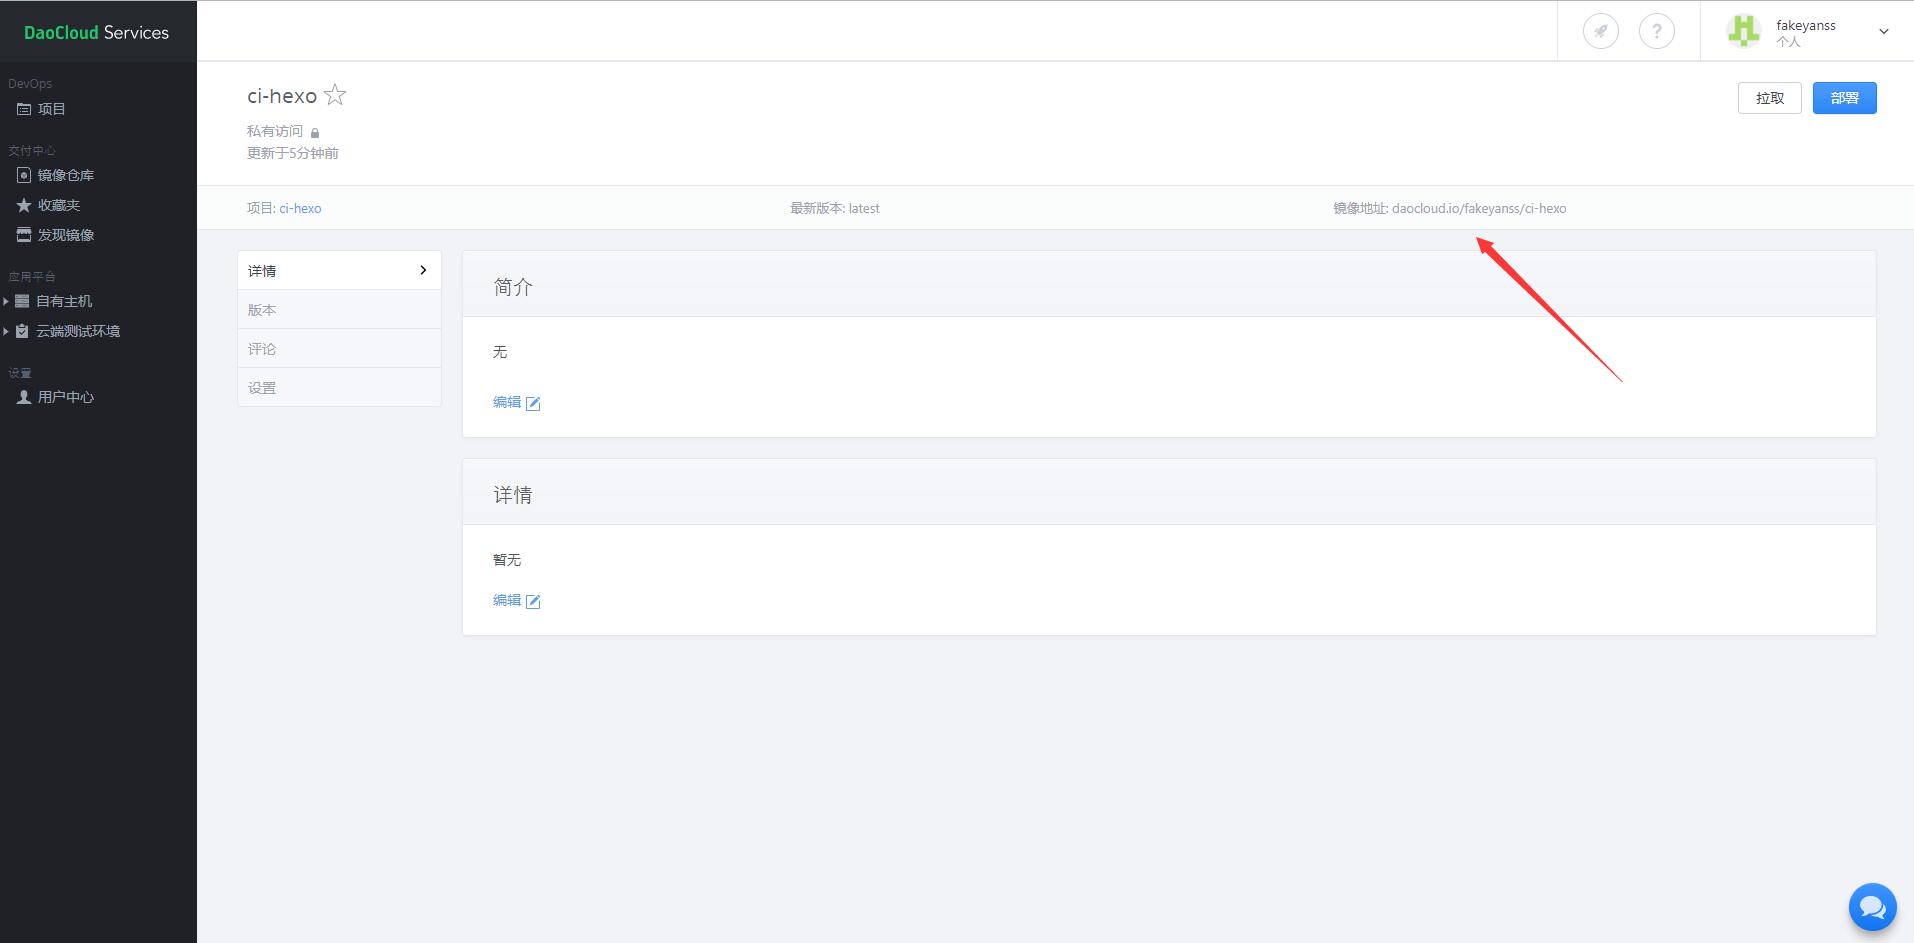 DaoCloud Services
fakeyanss
个人
DevOps
项目
交付中心
镜像仓库
收藏夹
发现镜像
应用平台
自有主机
云端测试环境
设置
用户中心
ci-hexo
私有访问
更新于5分钟前
拉取
部署
项目: ci-hexo
最新版本: latest
镜像地址: daocloud.io/fakeyanss/ci-hexo
详情
版本
评论
设置
简介
无
编辑
详情
暂无
编辑